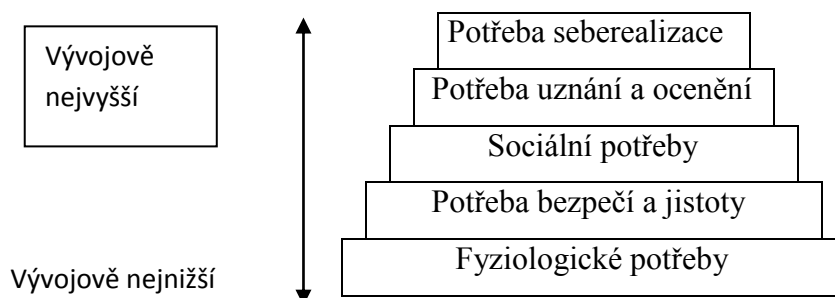 Vývojově
nejvyšší
Potřeba seberealizace
Potřeba uznání a ocenění
Sociální potřeby
Potřeba bezpečí a jistoty
Fyziologické potřeby
Vývojově nejnižší